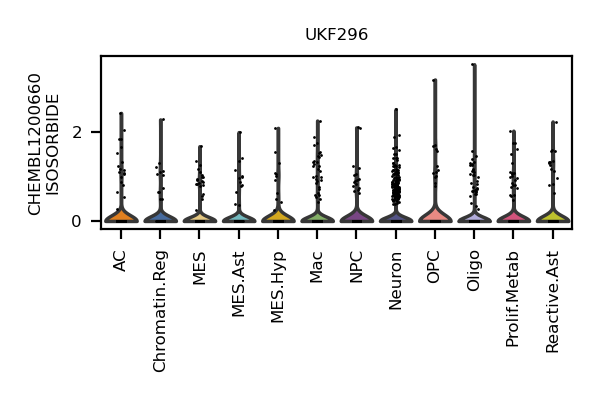 UKF296
CHEMBL1200660
ISOSORBIDE
2
0
AC
Chromatin.Reg
MES
MES.Ast
MES.Hyp
Mac
NPC
Neuron
OPC
Oligo
Prolif.Metab
Reactive.Ast